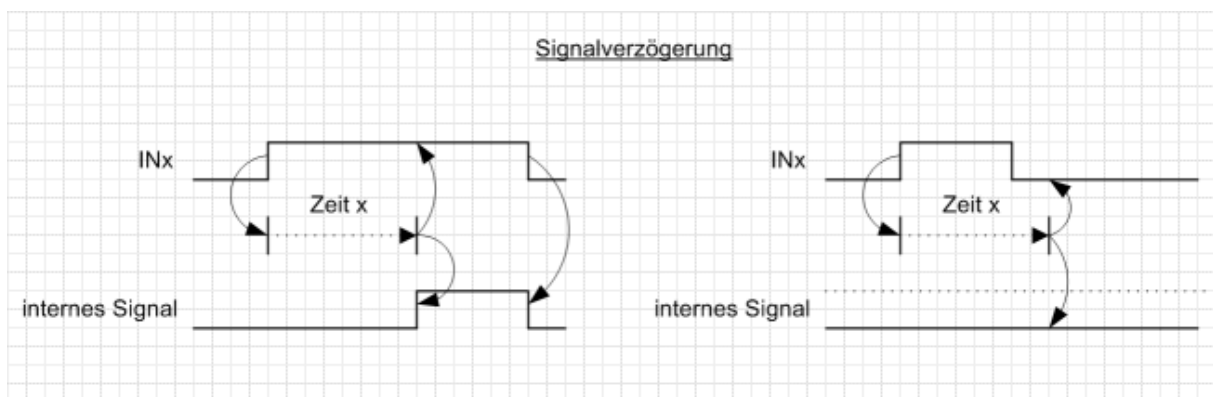 Signalverzögerung
INx
Zeit x
internes Signal
INx
Zeit x
internes Signal